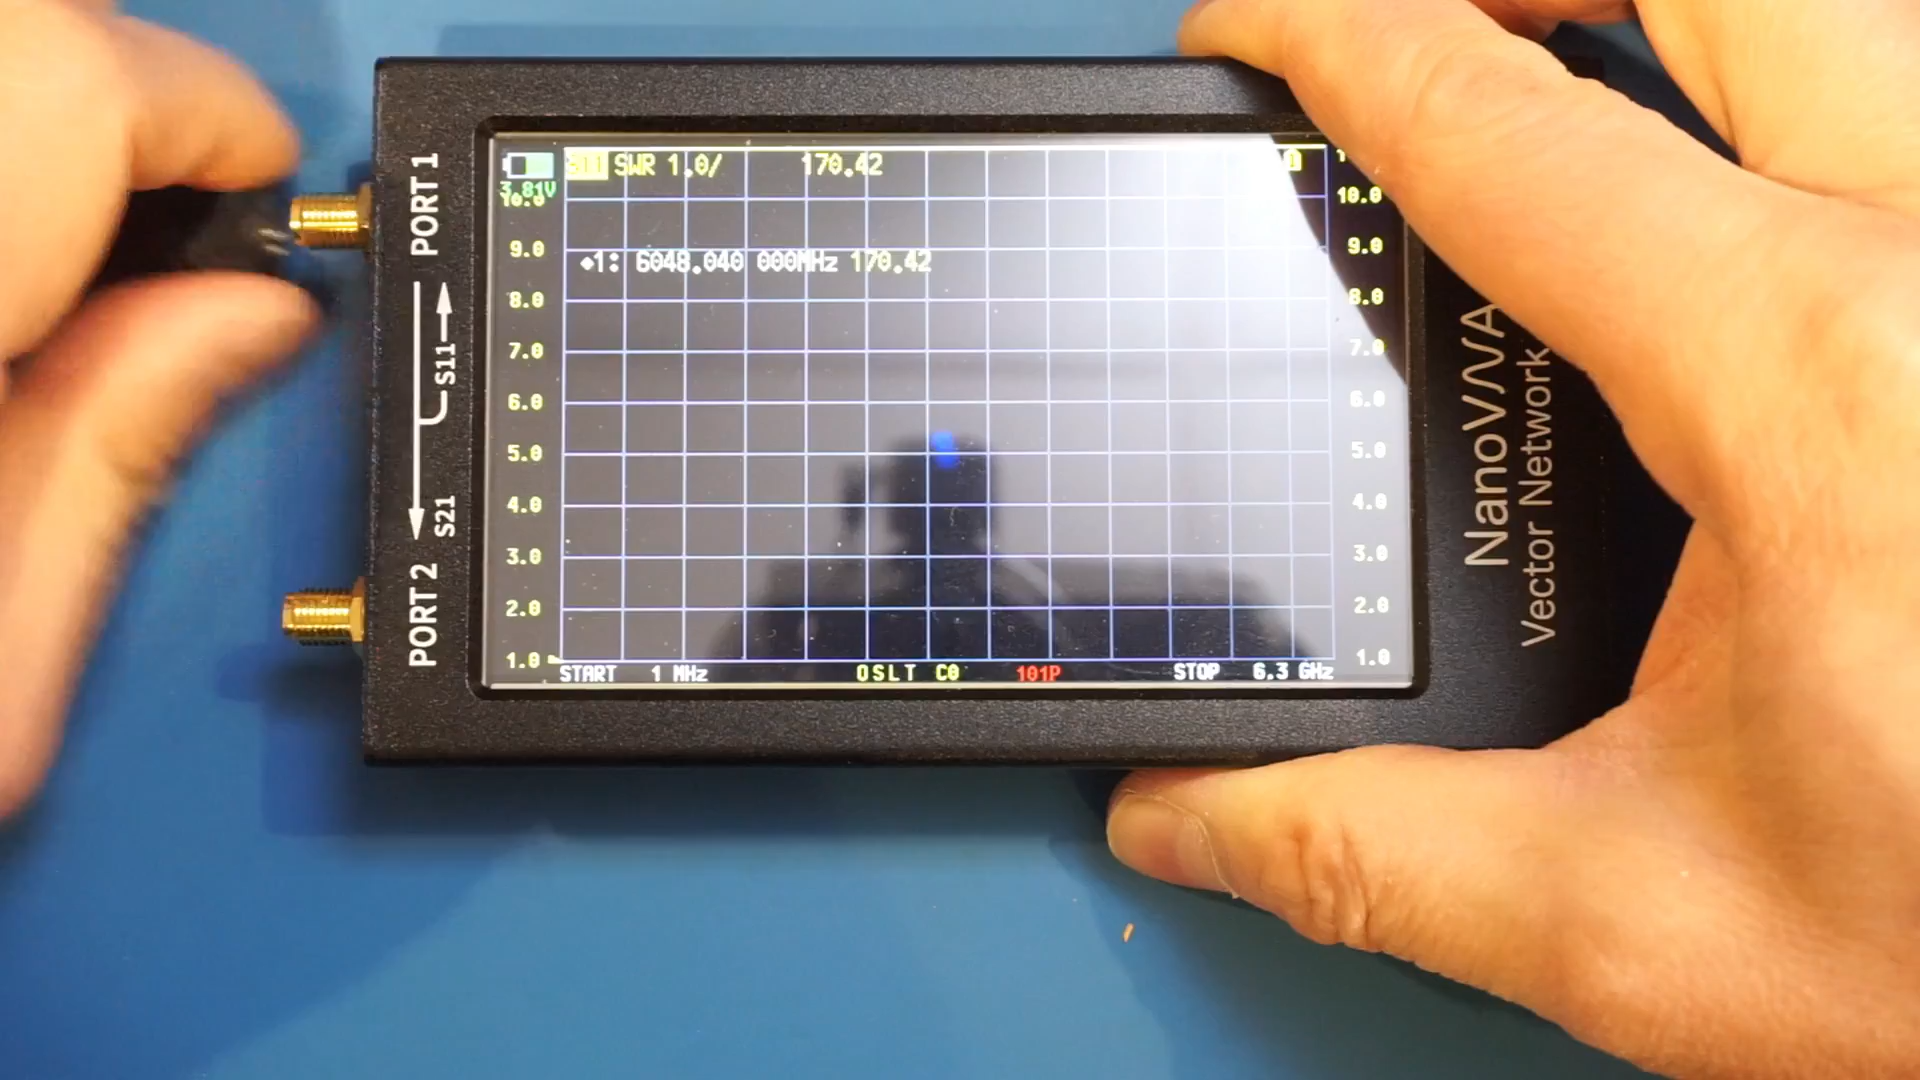 S11 SWR 1.0/ 170.42
3.81V
10.0 10.0
9.0 9.0
1: 6048.040 000MHz 170.42
8.0 8.0
7.0 7.0
6.0 6.0
5.0 5.0
4.0 4.0
3.0 3.0
2.0 2.0
1.0 1.0
START 1 MHz OSLT C0 101P STOP 6.3 GHz
PORT 1
S11
S21
PORT 2
NanoVNA
Vector Network